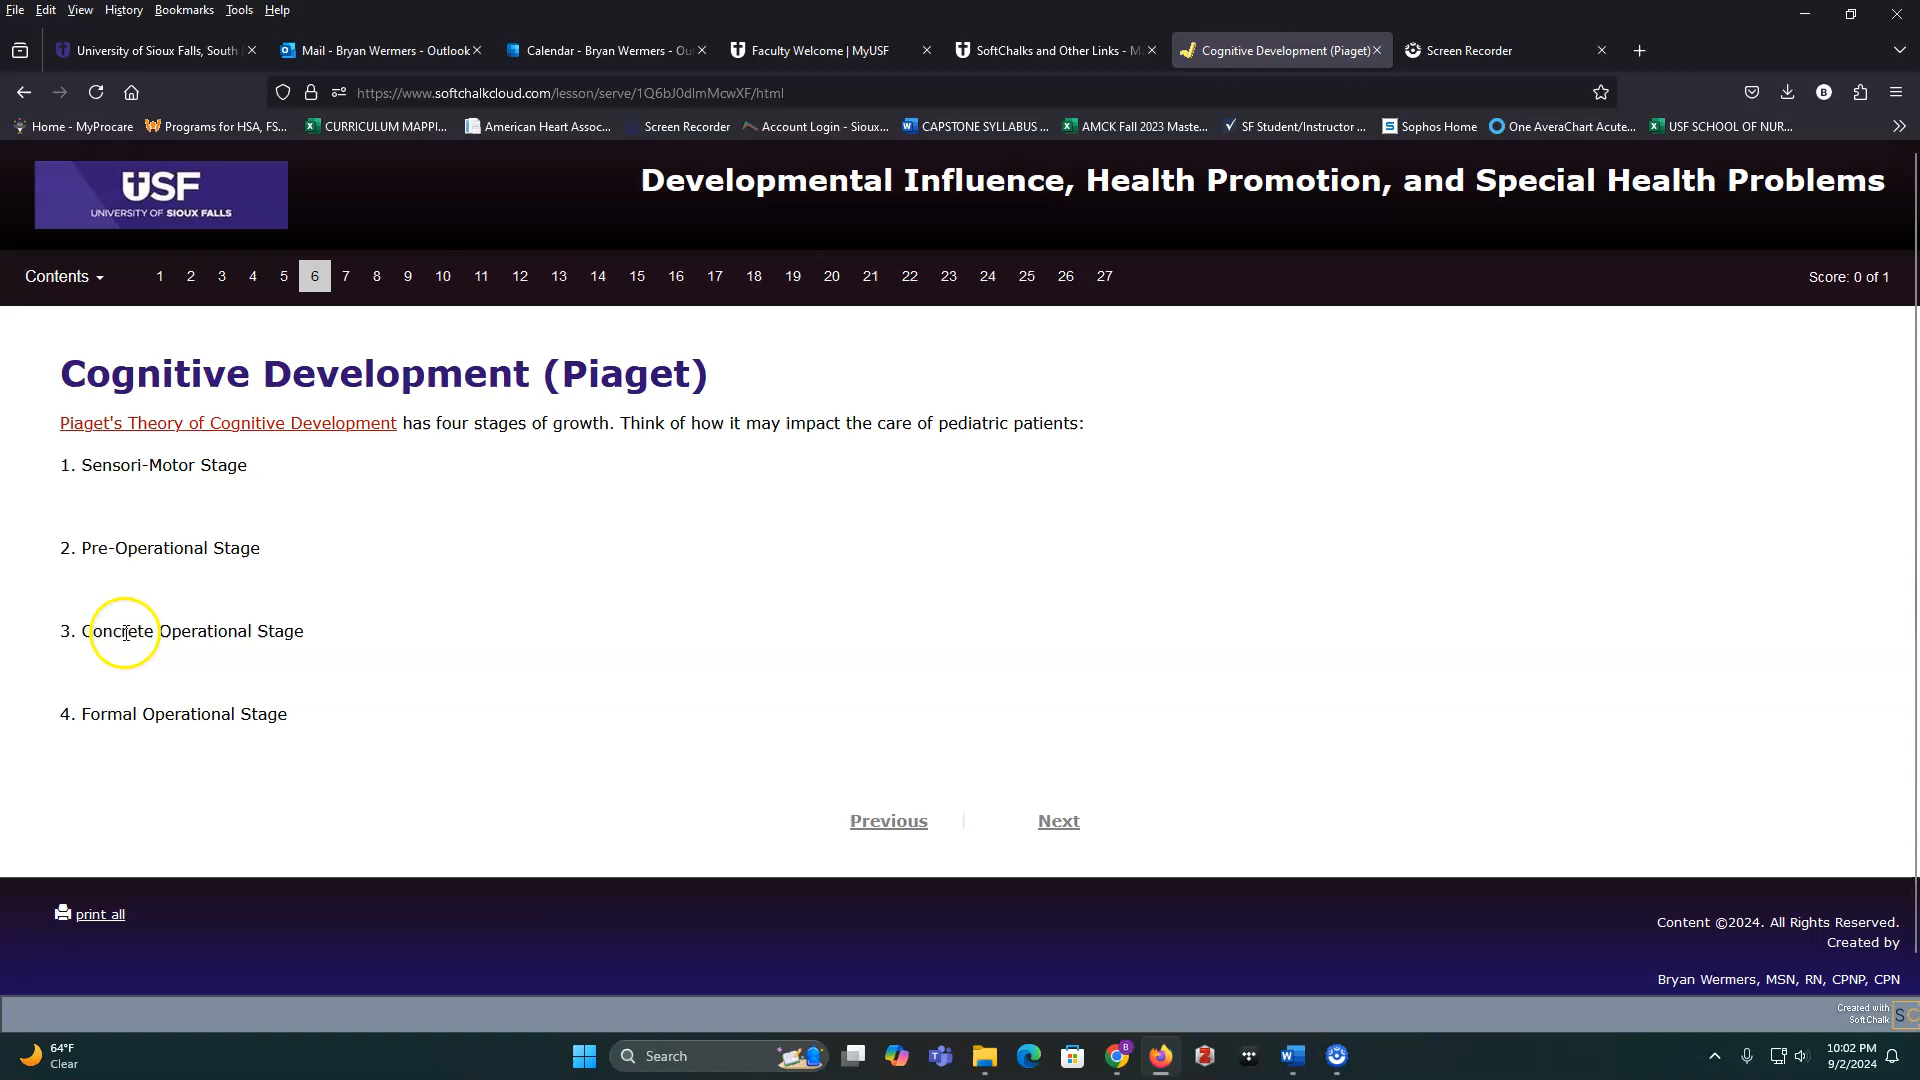 File Edit View History Bookmarks Tools Help
University of Sioux Falls, South
Mail - Bryan Wermers - Outlook
Calendar - Bryan Wermers - Ou
Faculty Welcome | MyUSF
SoftChalks and Other Links - M
Cognitive Development (Piaget)
Screen Recorder
https://www.softchalkcloud.com/lesson/serve/1Q6bJ0dlmMcwXF/html
B
Home - MyProcare
Programs for HSA, FS...
CURRICULUM MAPPI...
American Heart Assoc...
Screen Recorder
Account Login - Sioux...
CAPSTONE SYLLABUS ...
AMCK Fall 2023 Maste...
SF Student/Instructor ...
Sophos Home
One AveraChart Acute...
USF SCHOOL OF NUR...
USF
UNIVERSITY OF SIOUX FALLS
Developmental Influence, Health Promotion, and Special Health Problems
Contents 1 2 3 4 5 6 7 8 9 10 11 12 13 14 15 16 17 18 19 20 21 22 23 24 25 26 27 Score: 0 of 1
Cognitive Development (Piaget)
Piaget's Theory of Cognitive Development has four stages of growth. Think of how it may impact the care of pediatric patients:
1. Sensori-Motor Stage
2. Pre-Operational Stage
3. Concrete Operational Stage
4. Formal Operational Stage
Previous | Next
print all
Content ©2024. All Rights Reserved.
Created by
Bryan Wermers, MSN, RN, CPNP, CPN
Created with
SoftChalk
SC
64°F
Clear
Search
10:02 PM
9/2/2024